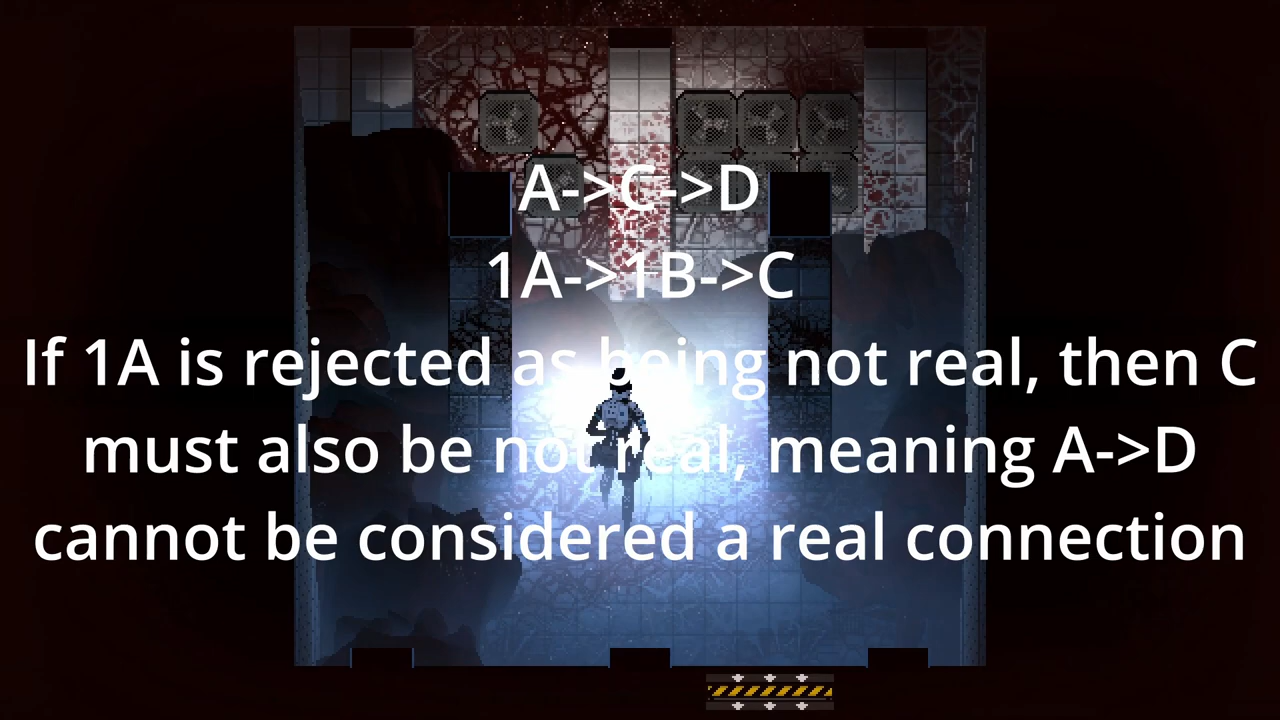 A->C->D
1A->1B->C
If 1A is rejected as being not real, then C
must also be not real, meaning A->D
cannot be considered a real connection